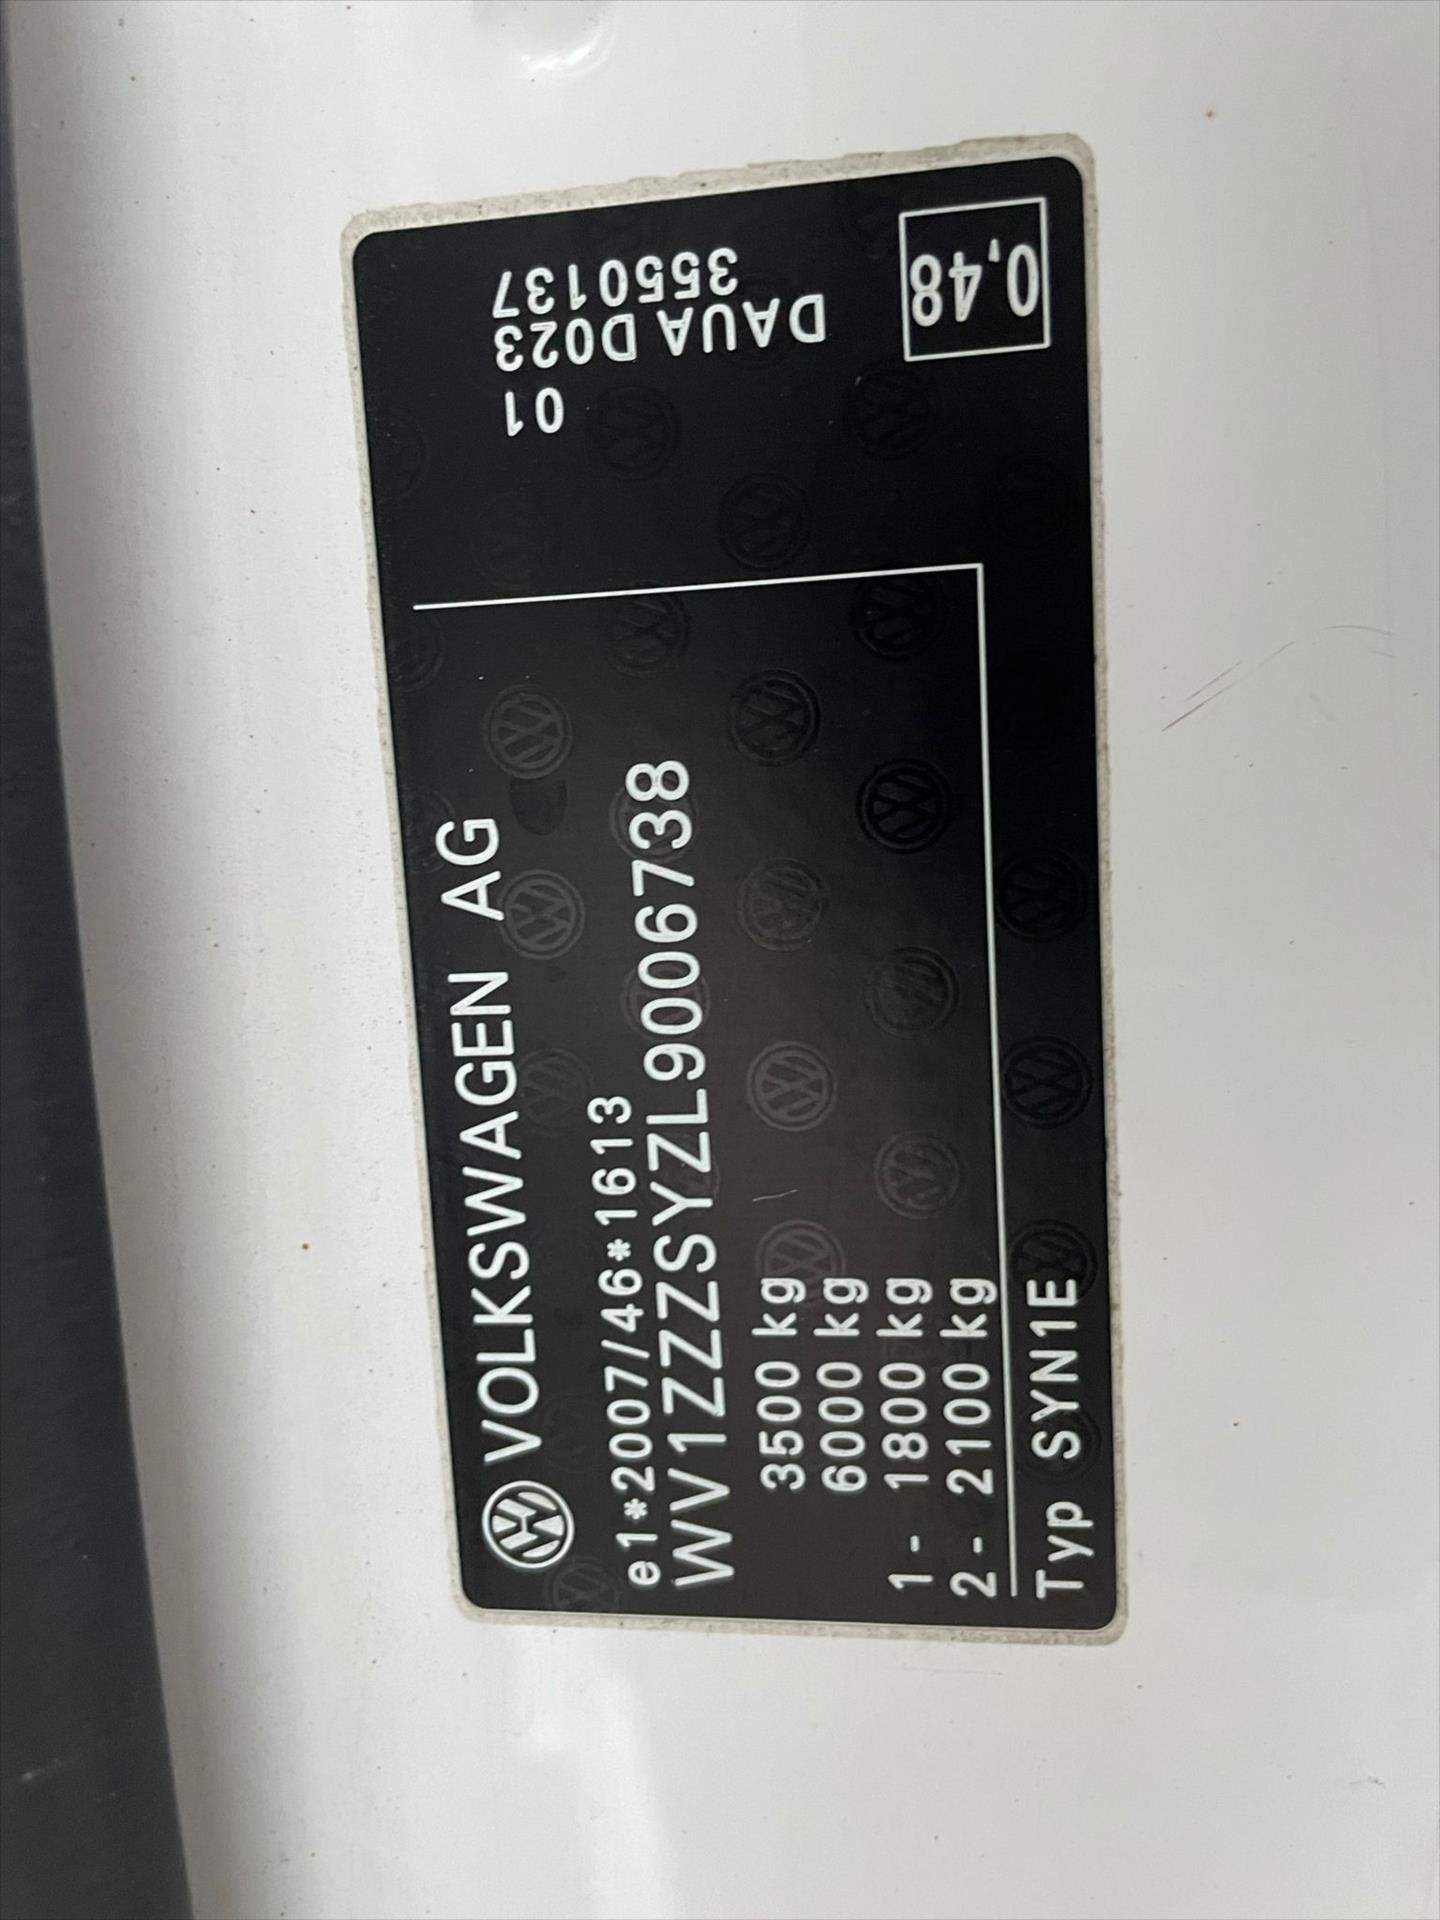 VOLKSWAGEN AG
e1*2007/46*1613
WV1ZZZSYZL9006738
3500 kg
6000 kg
1- 1800 kg
2- 2100 kg
Typ SYN1E
3550137
DAUA D023
01
0,48